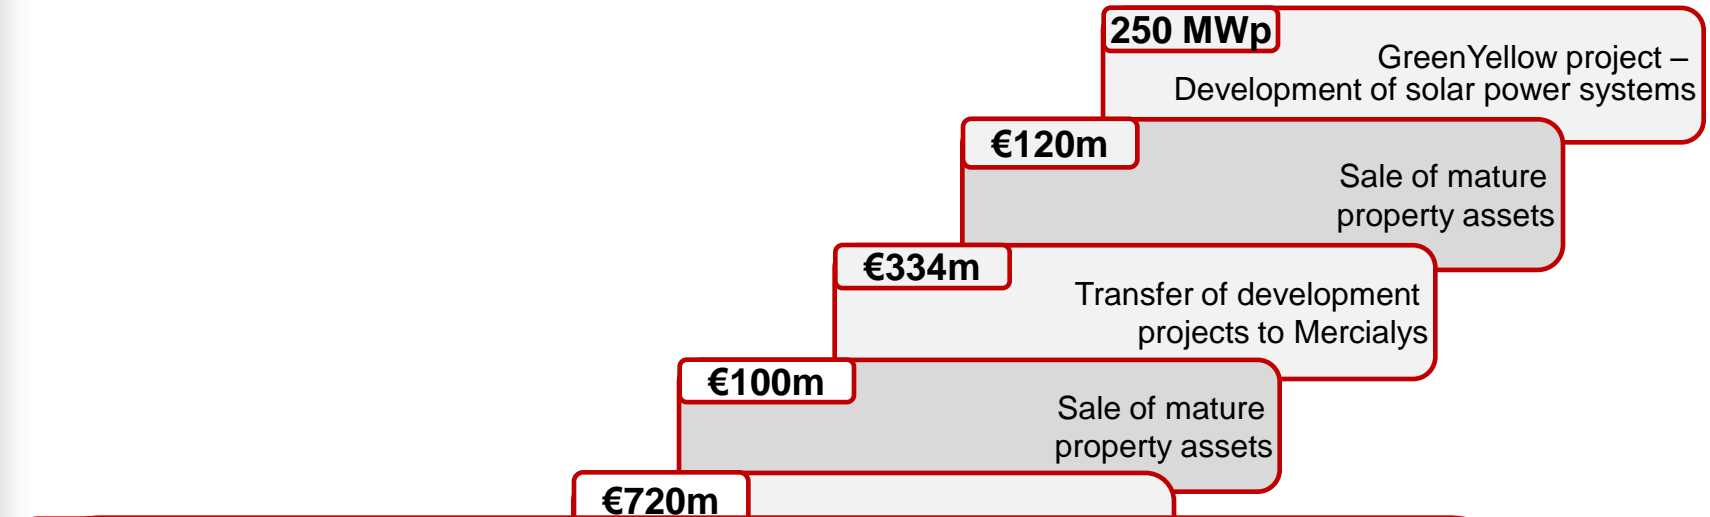 250 MWp
GreenYellow project –
Development of solar power systems
€120m
Sale of mature
property assets
€334m
Transfer of development
projects to Mercialys
€100m
Sale of mature
property assets
€720m